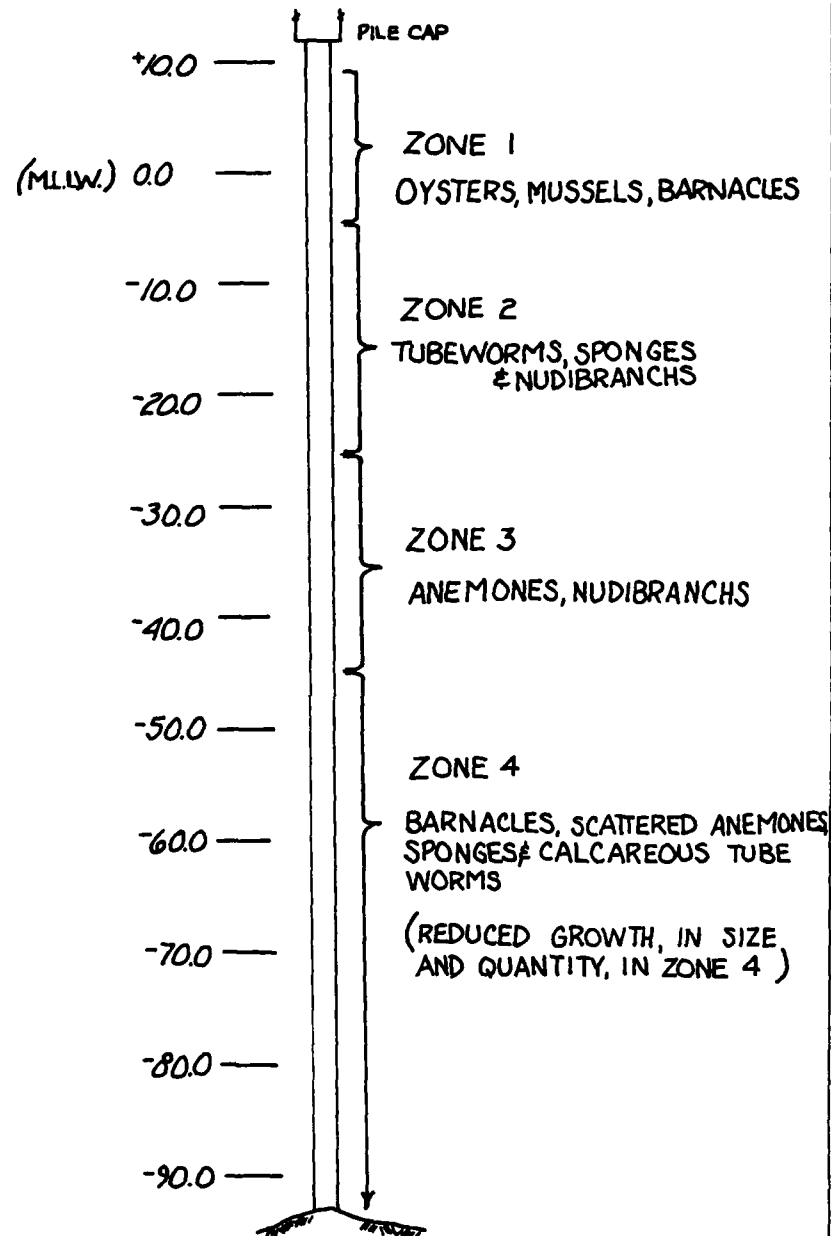 PILE CAP
+10.0
ZONE 1
(M.L.L.W.) 0.0
OYSTERS, MUSSELS, BARNACLES
-10.0
ZONE 2
TUBEWORMS, SPONGES
& NUDIBRANCHS
-20.0
-30.0
ZONE 3
ANEMONES, NUDIBRANCHS
-40.0
-50.0
ZONE 4
BARNACLES, SCATTERED ANEMONES,
-60.0
SPONGES & CALCAREOUS TUBE
WORMS
(REDUCED GROWTH, IN SIZE
-70.0
AND QUANTITY, IN ZONE 4)
-80.0
-90.0